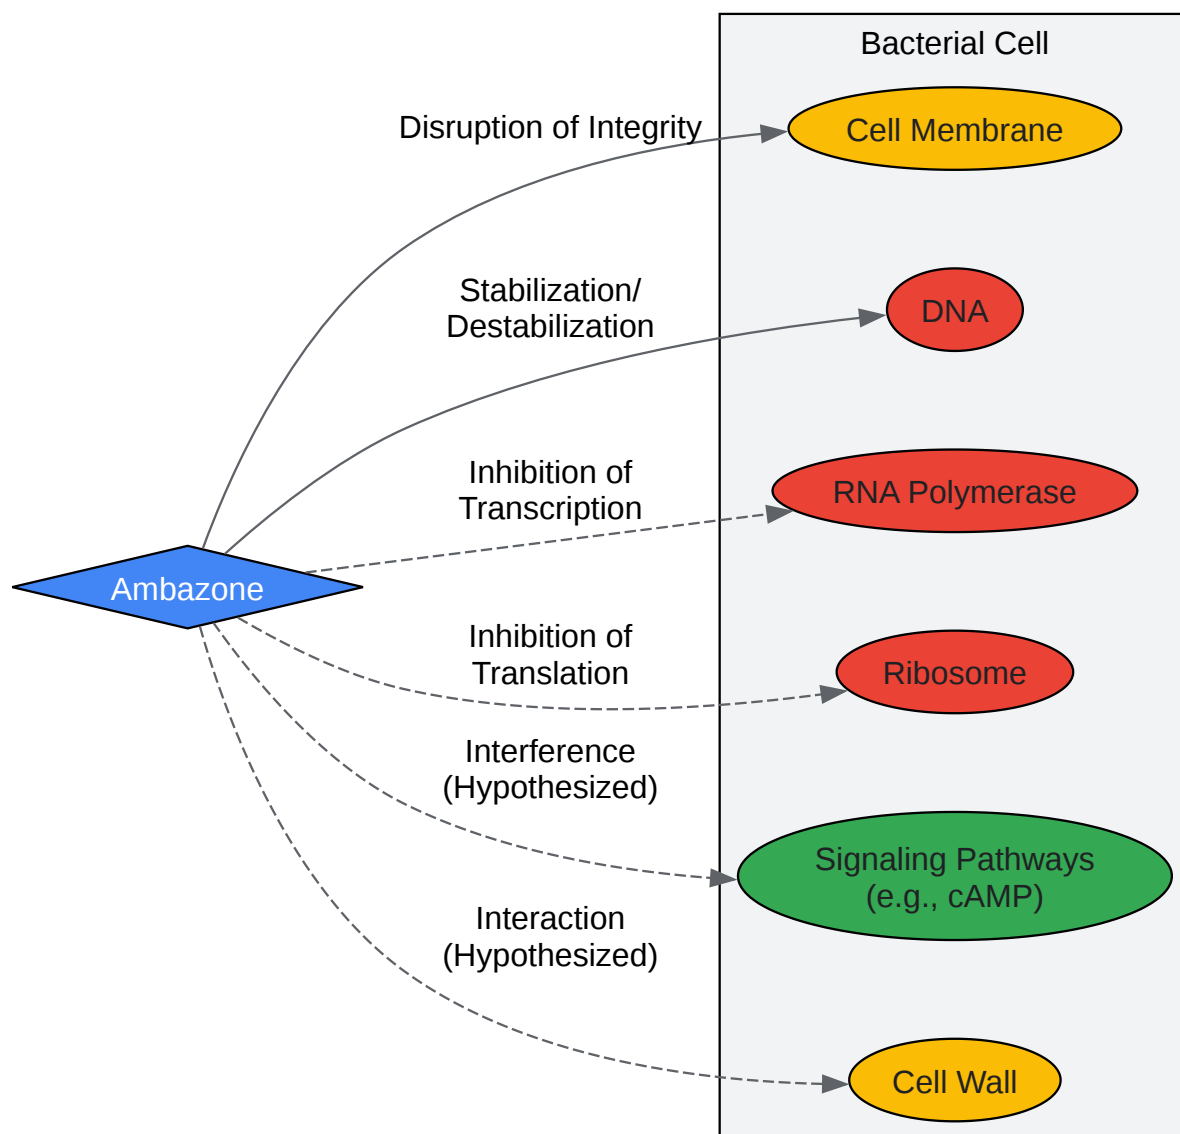 Bacterial Cell
Disruption of Integrity
Cell Membrane
Stabilization/
Destabilization
DNA
Inhibition of
Transcription
RNA Polymerase
Ambazone
Inhibition of
Translation
Ribosome
Interference
(Hypothesized)
Signaling Pathways
(e.g., cAMP)
Interaction
(Hypothesized)
Cell Wall